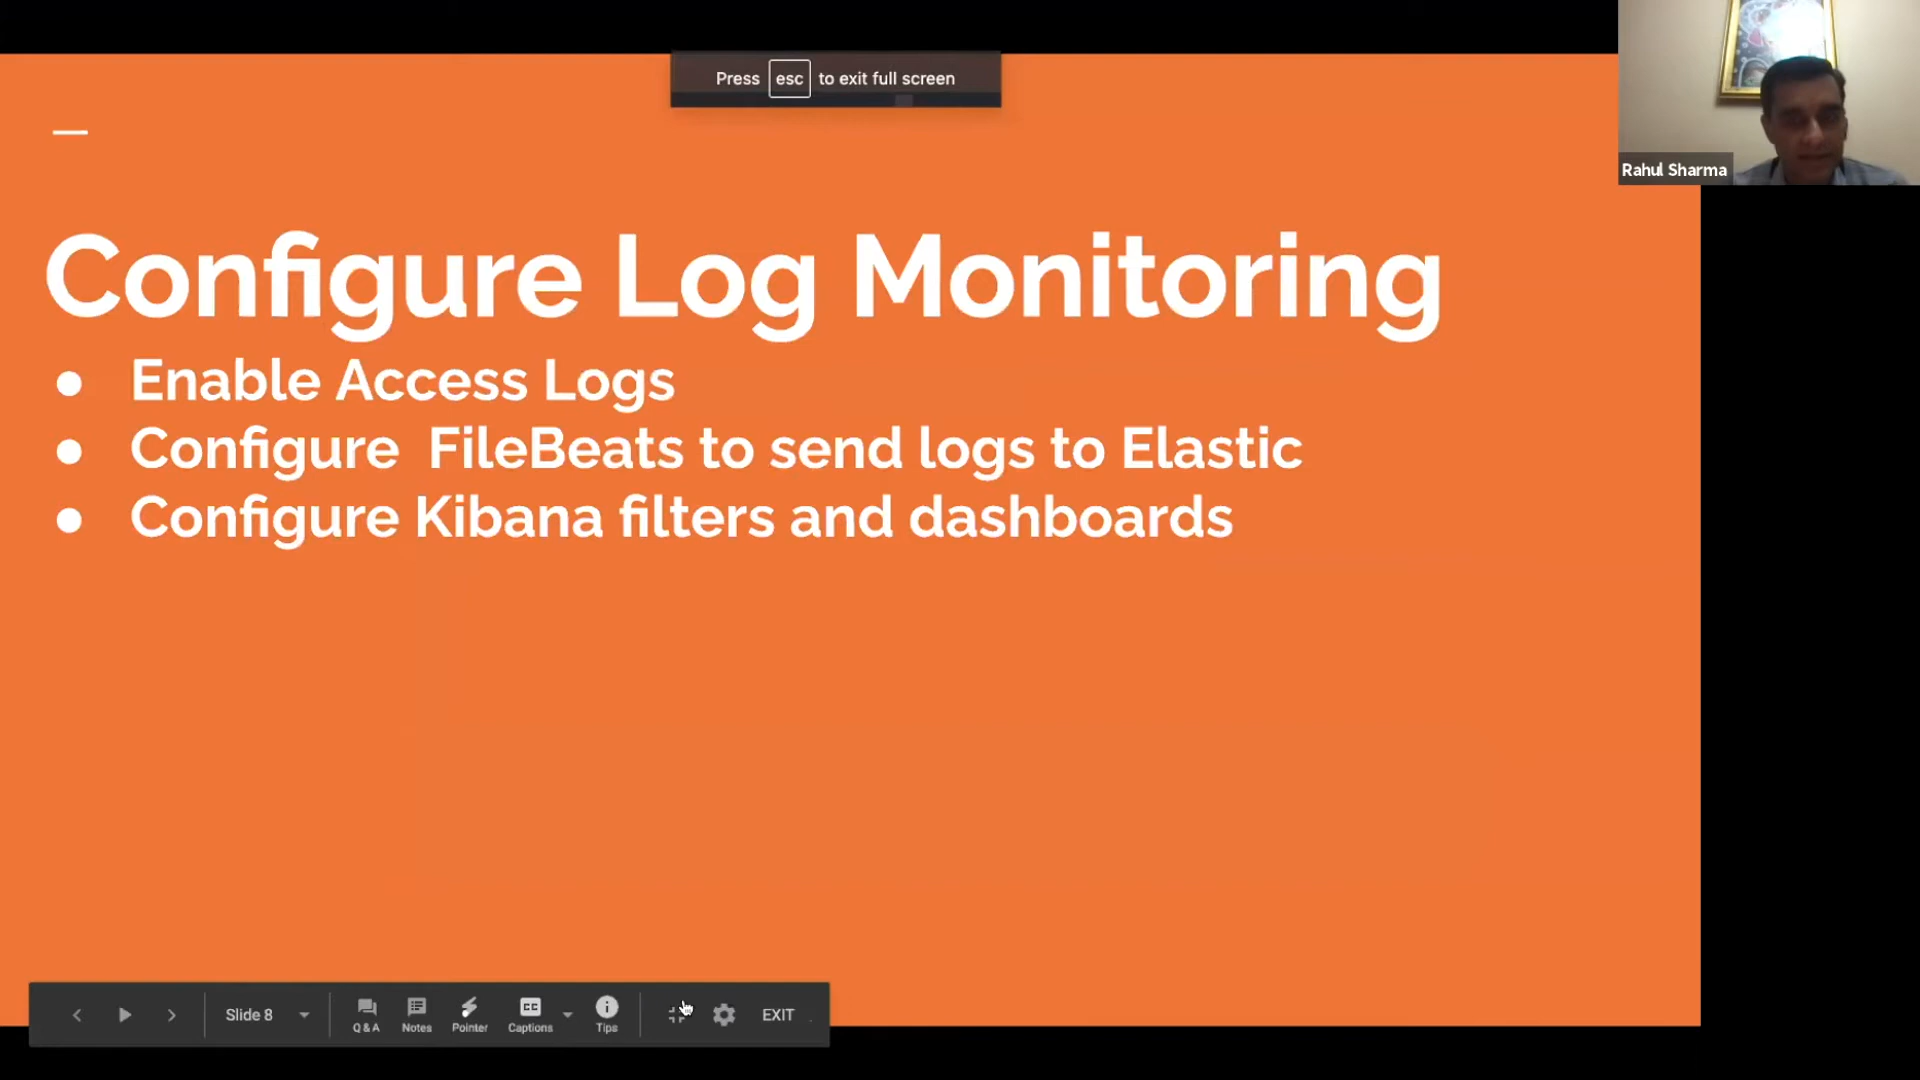 Press esc to exit full screen
Rahul Sharma
Configure Log Monitoring
● Enable Access Logs
● Configure  FileBeats to send logs to Elastic
● Configure Kibana filters and dashboards
Slide 8 Q&A Notes Pointer CC Captions Tips EXIT